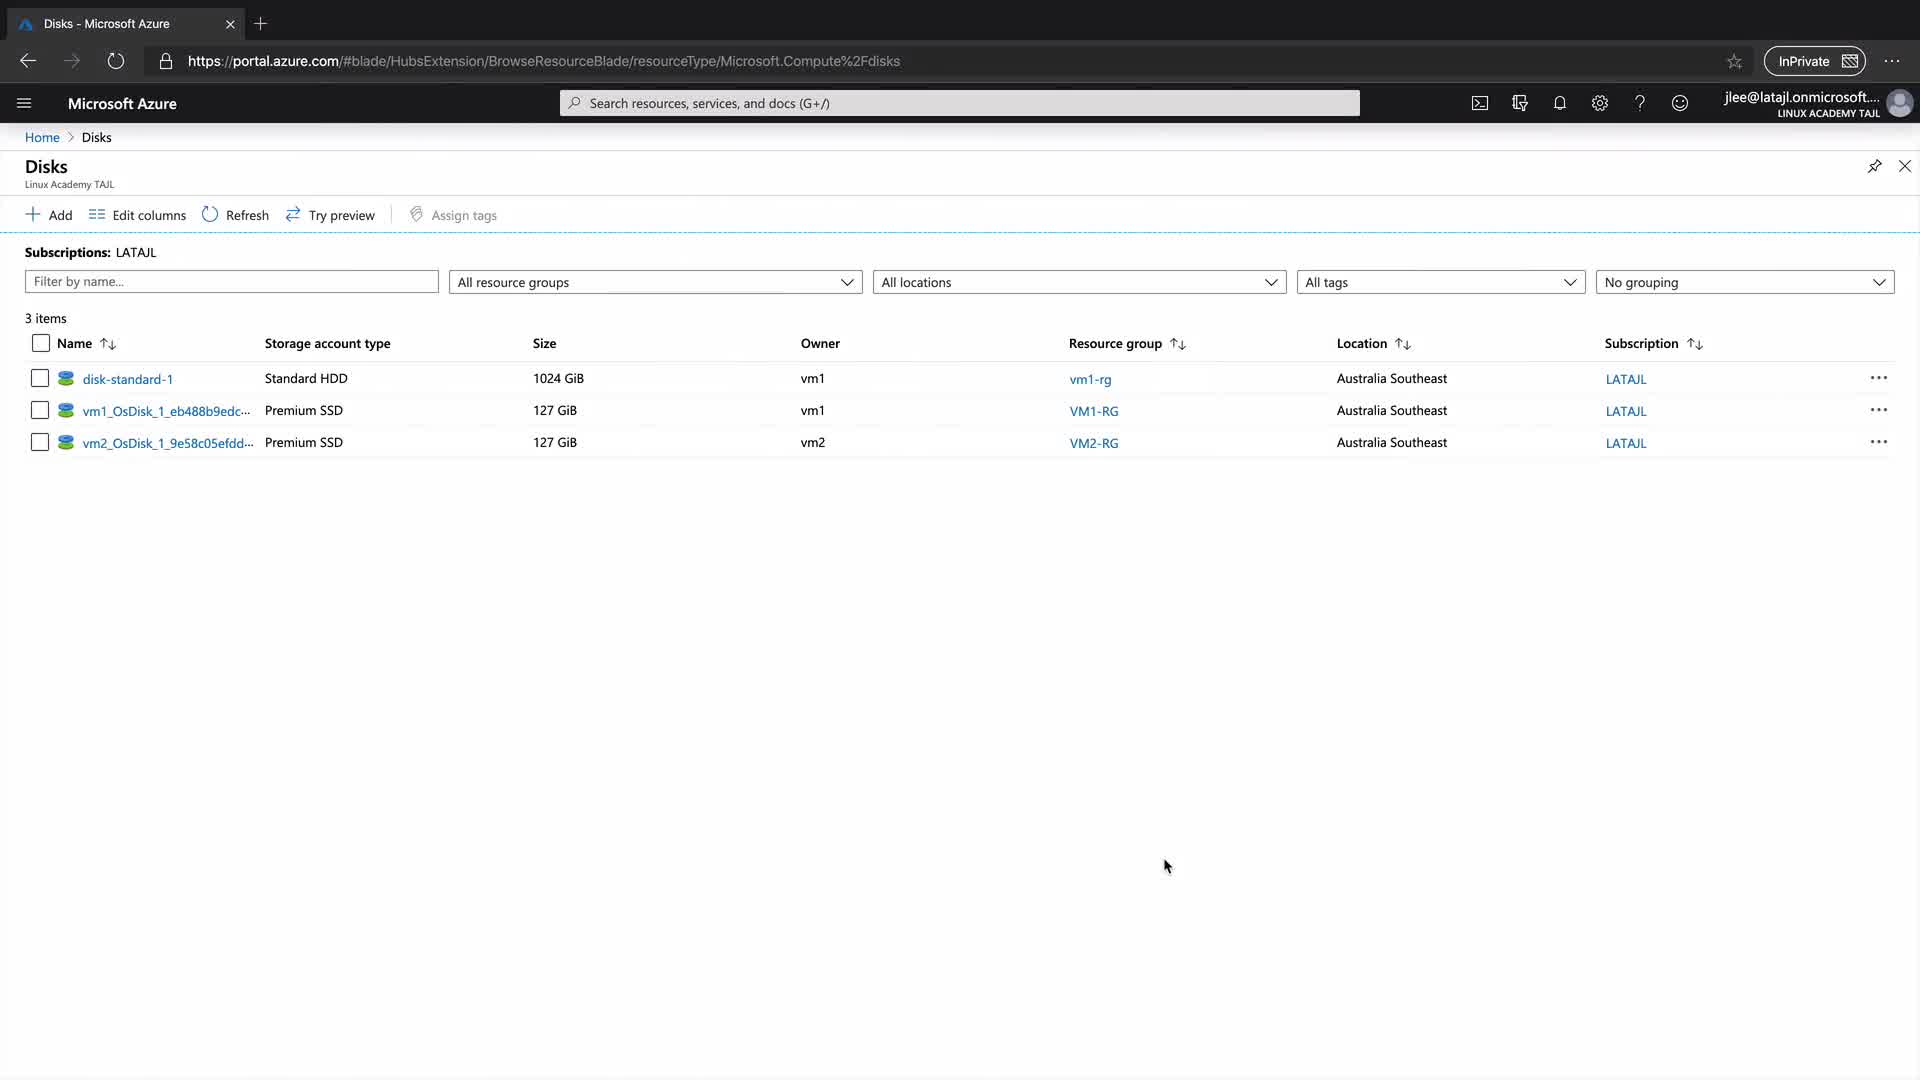 Disks - Microsoft Azure
https://portal.azure.com/#blade/HubsExtension/BrowseResourceBlade/resourceType/Microsoft.Compute%2Fdisks
InPrivate
Microsoft Azure
Search resources, services, and docs (G+/)
jlee@latajl.onmicrosoft....
LINUX ACADEMY TAJL
Home > Disks
Disks
Linux Academy TAJL
Add Edit columns Refresh Try preview Assign tags
Subscriptions: LATAJL
Filter by name... All resource groups All locations All tags No grouping
3 items
Name Storage account type Size Owner Resource group Location Subscription
disk-standard-1 Standard HDD 1024 GiB vm1 vm1-rg Australia Southeast LATAJL
vm1_OsDisk_1_eb488b9edc... Premium SSD 127 GiB vm1 VM1-RG Australia Southeast LATAJL
vm2_OsDisk_1_9e58c05efdd... Premium SSD 127 GiB vm2 VM2-RG Australia Southeast LATAJL